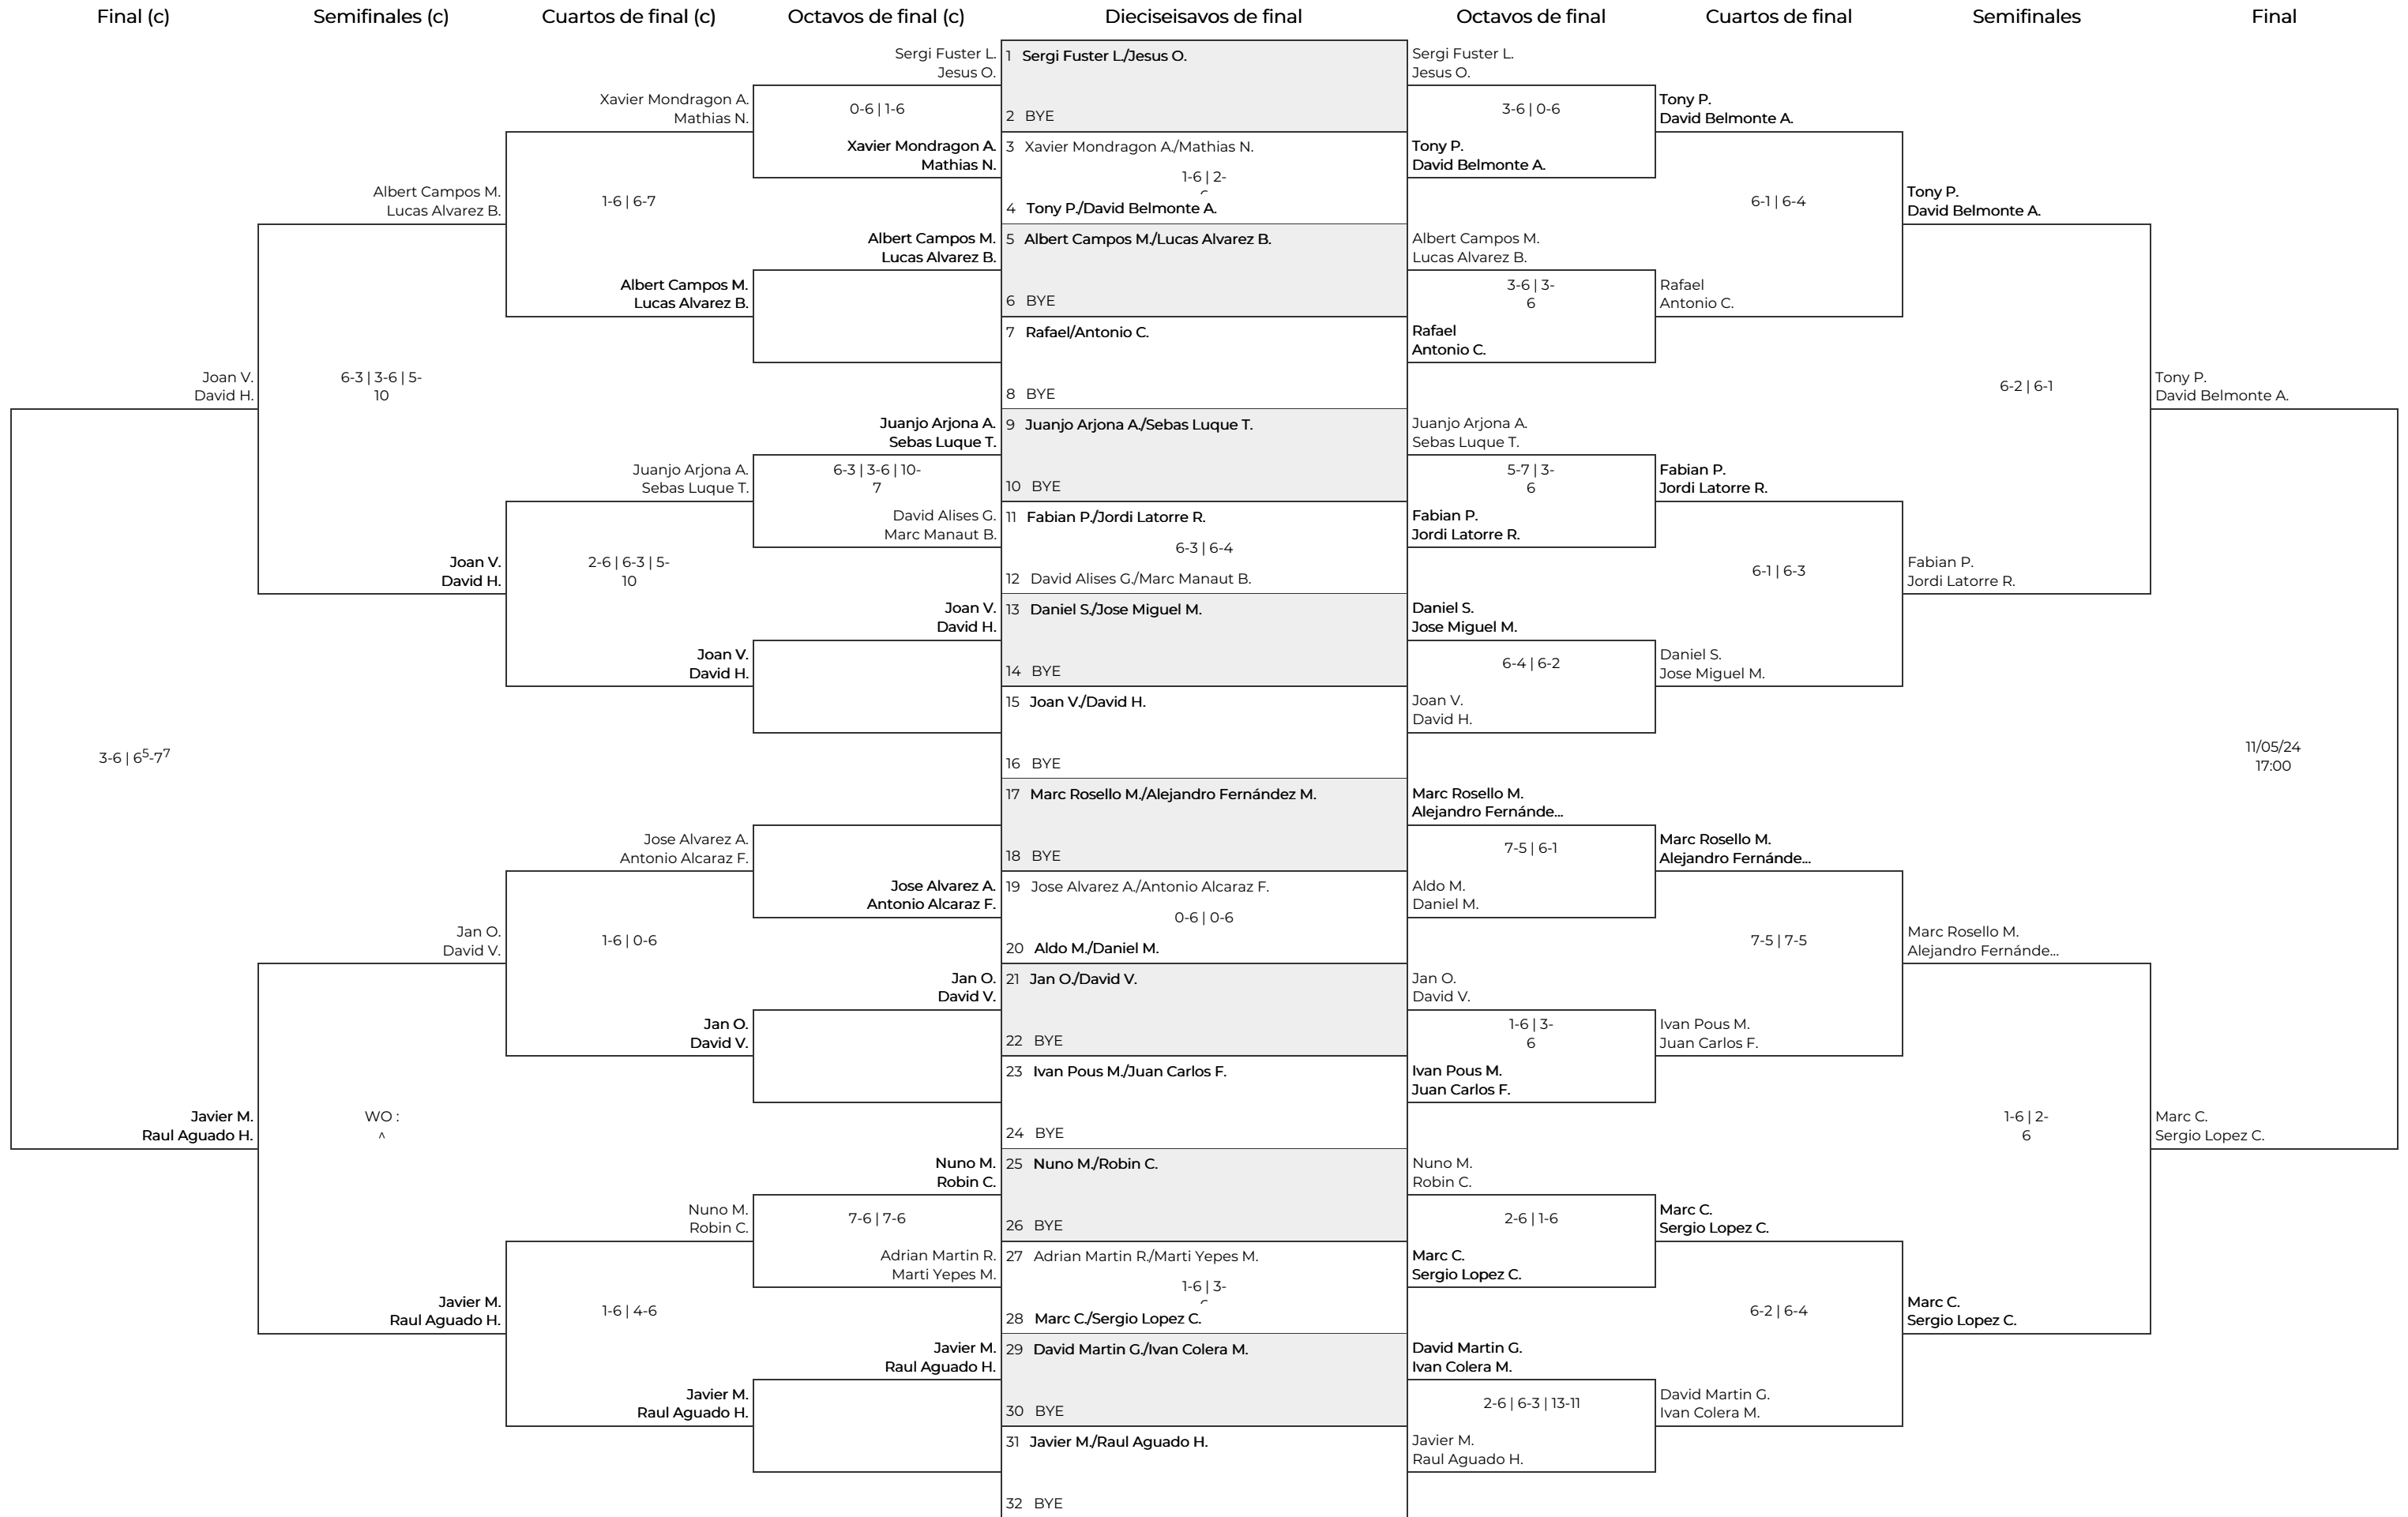 Final (c)
Semifinales (c)
Cuartos de final (c)
Octavos de final (c)
Dieciseisavos de final
Octavos de final
Cuartos de final
Semifinales
Final
Joan V.
David H.
3-6 | 6⁵-7⁷
Javier M.
Raul Aguado H.
Albert Campos M.
Lucas Alvarez B.
6-3 | 3-6 | 5-
10
Joan V.
David H.
Jan O.
David V.
WO :
^
Javier M.
Raul Aguado H.
Xavier Mondragon A.
Mathias N.
1-6 | 6-7
Albert Campos M.
Lucas Alvarez B.
Juanjo Arjona A.
Sebas Luque T.
2-6 | 6-3 | 5-
10
Joan V.
David H.
Jose Alvarez A.
Antonio Alcaraz F.
1-6 | 0-6
Jan O.
David V.
Nuno M.
Robin C.
1-6 | 4-6
Javier M.
Raul Aguado H.
Sergi Fuster L.
Jesus O.
0-6 | 1-6
Xavier Mondragon A.
Mathias N.
Albert Campos M.
Lucas Alvarez B.
Juanjo Arjona A.
Sebas Luque T.
6-3 | 3-6 | 10-
7
David Alises G.
Marc Manaut B.
Joan V.
David H.
Jose Alvarez A.
Antonio Alcaraz F.
Jan O.
David V.
Nuno M.
Robin C.
7-6 | 7-6
Adrian Martin R.
Marti Yepes M.
Javier M.
Raul Aguado H.
1 Sergi Fuster L./Jesus O.
2 BYE
3 Xavier Mondragon A./Mathias N.
1-6 | 2-
4 Tony P./David Belmonte A.
5 Albert Campos M./Lucas Alvarez B.
6 BYE
7 Rafael/Antonio C.
8 BYE
9 Juanjo Arjona A./Sebas Luque T.
10 BYE
11 Fabian P./Jordi Latorre R.
6-3 | 6-4
12 David Alises G./Marc Manaut B.
13 Daniel S./Jose Miguel M.
14 BYE
15 Joan V./David H.
16 BYE
17 Marc Rosello M./Alejandro Fernández M.
18 BYE
19 Jose Alvarez A./Antonio Alcaraz F.
0-6 | 0-6
20 Aldo M./Daniel M.
21 Jan O./David V.
22 BYE
23 Ivan Pous M./Juan Carlos F.
24 BYE
25 Nuno M./Robin C.
26 BYE
27 Adrian Martin R./Marti Yepes M.
1-6 | 3-
28 Marc C./Sergio Lopez C.
29 David Martin G./Ivan Colera M.
30 BYE
31 Javier M./Raul Aguado H.
32 BYE
Sergi Fuster L.
Jesus O.
3-6 | 0-6
Tony P.
David Belmonte A.
Albert Campos M.
Lucas Alvarez B.
3-6 | 3-
6
Rafael
Antonio C.
Juanjo Arjona A.
Sebas Luque T.
5-7 | 3-
6
Fabian P.
Jordi Latorre R.
Daniel S.
Jose Miguel M.
6-4 | 6-2
Joan V.
David H.
Marc Rosello M.
Alejandro Fernánde...
7-5 | 6-1
Aldo M.
Daniel M.
Jan O.
David V.
1-6 | 3-
6
Ivan Pous M.
Juan Carlos F.
Nuno M.
Robin C.
2-6 | 1-6
Marc C.
Sergio Lopez C.
David Martin G.
Ivan Colera M.
2-6 | 6-3 | 13-11
Javier M.
Raul Aguado H.
Tony P.
David Belmonte A.
6-1 | 6-4
Rafael
Antonio C.
Fabian P.
Jordi Latorre R.
6-1 | 6-3
Daniel S.
Jose Miguel M.
Marc Rosello M.
Alejandro Fernánde...
7-5 | 7-5
Ivan Pous M.
Juan Carlos F.
Marc C.
Sergio Lopez C.
6-2 | 6-4
David Martin G.
Ivan Colera M.
Tony P.
David Belmonte A.
6-2 | 6-1
Fabian P.
Jordi Latorre R.
Marc Rosello M.
Alejandro Fernánde...
1-6 | 2-
6
Marc C.
Sergio Lopez C.
Tony P.
David Belmonte A.
11/05/24
17:00
Marc C.
Sergio Lopez C.